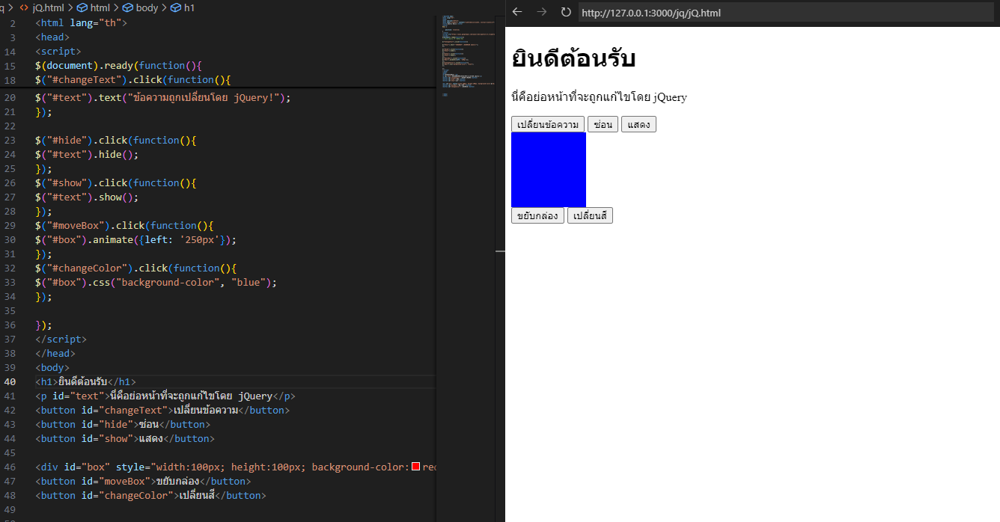 q > jQ.html > html > body > h1
2 <html lang="th">
3 <head>
14 <script>
15 $(document).ready(function(){
18 $("#changeText").click(function(){
20 $("#text").text("ข้อความถูกเปลี่ยนโดย jQuery!");
21 });
22
23 $("#hide").click(function(){
24 $("#text").hide();
25 });
26 $("#show").click(function(){
27 $("#text").show();
28 });
29 $("#moveBox").click(function(){
30 $("#box").animate({left: '250px'});
31 });
32 $("#changeColor").click(function(){
33 $("#box").css("background-color", "blue");
34 });
35
36 });
37 </script>
38 </head>
39 <body>
40 <h1>ยินดีต้อนรับ</h1>
41 <p id="text">นี่คือย่อหน้าที่จะถูกแก้ไขโดย jQuery</p>
42 <button id="changeText">เปลี่ยนข้อความ</button>
43 <button id="hide">ซ่อน</button>
44 <button id="show">แสดง</button>
45
46 <div id="box" style="width:100px; height:100px; background-color:red
47 <button id="moveBox">ขยับกล่อง</button>
48 <button id="changeColor">เปลี่ยนสี</button>
49
http://127.0.0.1:3000/jq/jQ.html
ยินดีต้อนรับ
นี่คือย่อหน้าที่จะถูกแก้ไขโดย jQuery
เปลี่ยนข้อความ ซ่อน แสดง
ขยับกล่อง เปลี่ยนสี